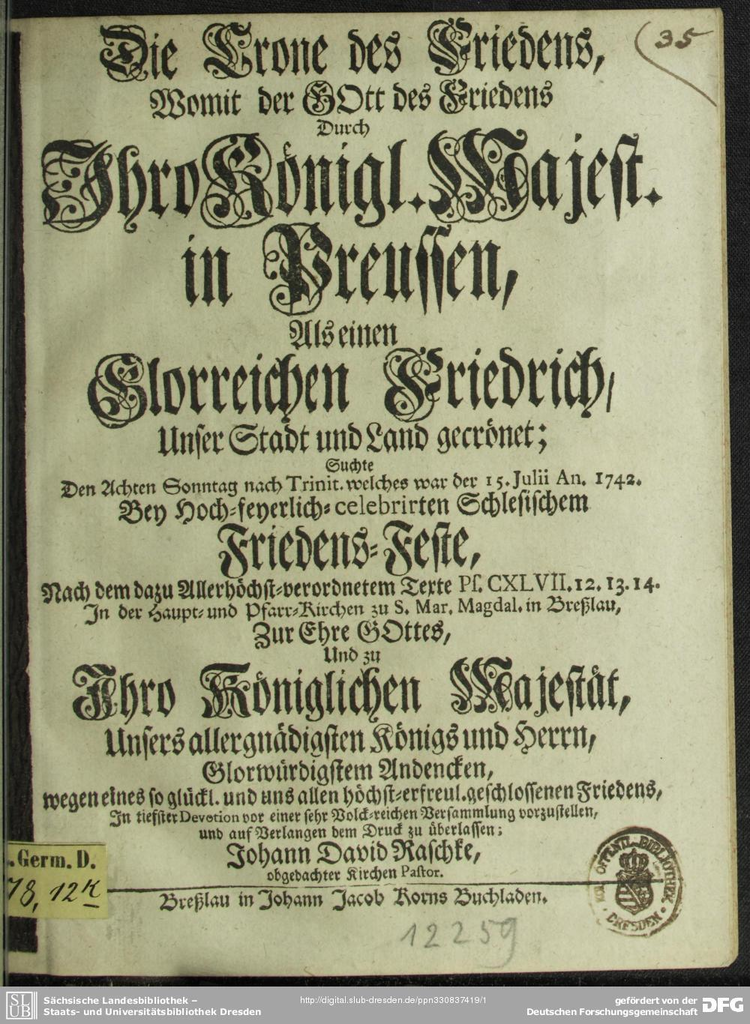 35
Die Crone des Friedens,
Womit der GOtt des Friedens
Durch
Ihro Königl. Majest.
in Preussen,
Als einen
Glorreichen Friedrich,
Unser Stadt und Land gecrönet;
Suchte
Den Achten Sonntag nach Trinit. welches war der 15. Julii An. 1742.
Bey Hoch-feyerlich-celebrirten Schlesischem
Friedens-Feste,
Nach dem dazu Allerhöchst-verordnetem Texte Ps. CXLVII. 12. 13. 14.
In der Haupt- und Pfarr-Kirchen zu S. Mar. Magdal. in Breßlau,
Zur Ehre GOttes,
Und zu
Ihro Königlichen Majestät,
Unsers allergnädigsten Königs und Herrn,
Glorwürdigstem Andencken,
wegen eines so glückl. und uns allen höchst-erfreul. geschlossenen Friedens,
In tiefster Devotion vor einer sehr Volck-reichen Versammlung vorzustellen,
und auf Verlangen dem Druck zu überlassen;
Johann David Raschke,
obgedachter Kirchen Pastor.
Breßlau in Johann Jacob Korns Buchladen.
. Germ. D.
78, 12k
ÖFFENTL. BIBLIOTHEK
DRESDEN
12259
SLUB
Sächsische Landesbibliothek –
Staats- und Universitätsbibliothek Dresden
http://digital.slub-dresden.de/ppn330837419/1
gefördert von der
Deutschen Forschungsgemeinschaft
DFG